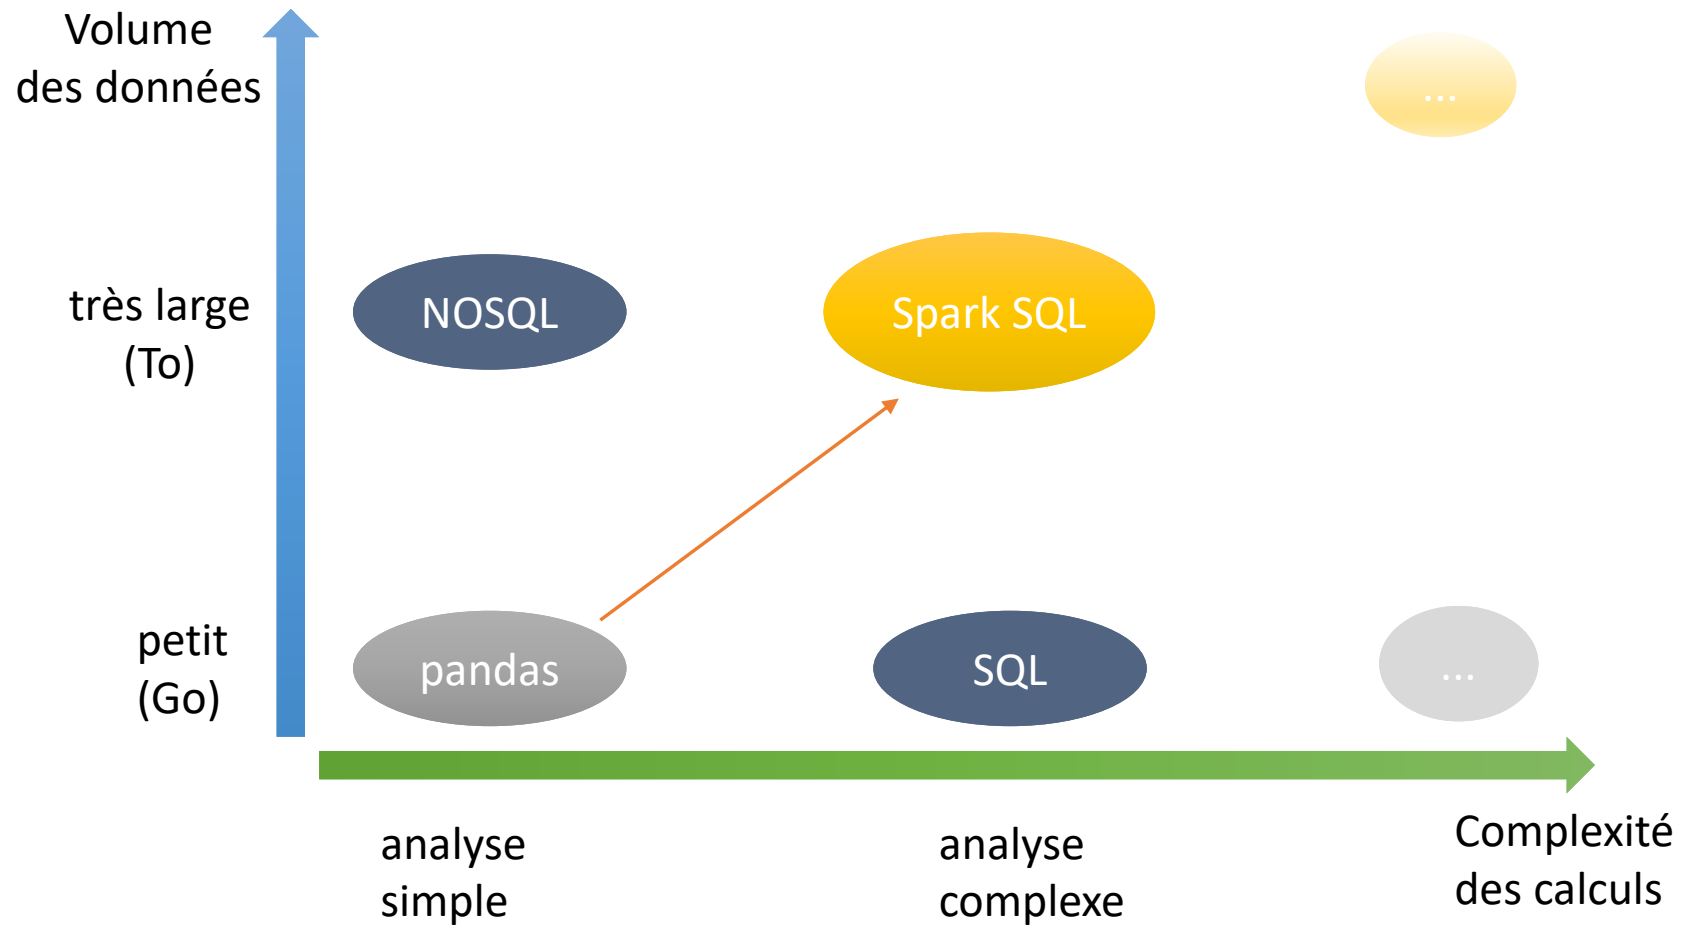 Volume
des données
...
très large
(To)
NOSQL
Spark SQL
petit
(Go)
pandas
SQL
...
analyse
simple
analyse
complexe
Complexité
des calculs